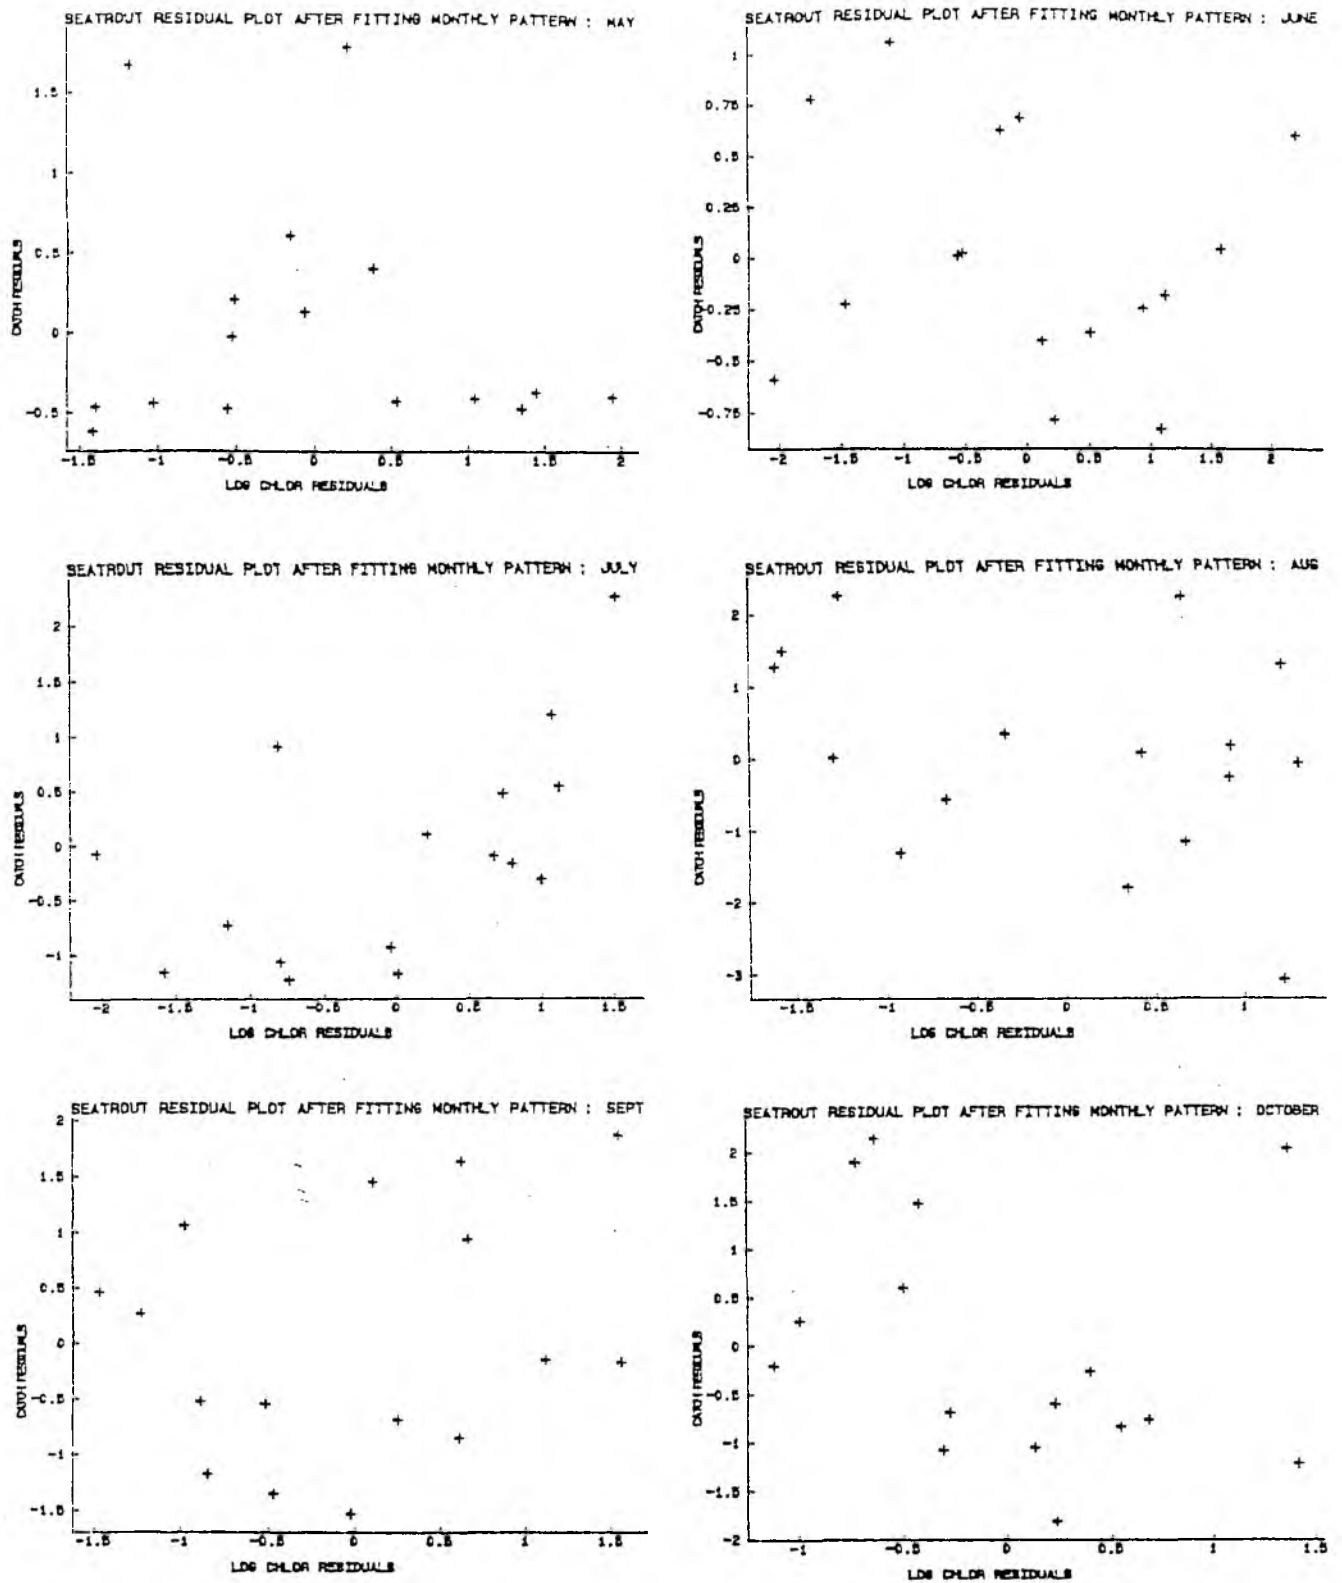 SEATROUT RESIDUAL PLOT AFTER FITTING MONTHLY PATTERN : MAY
1.5
1
0.5
0
-0.5
CATCH RESIDUALS
-1.5 -1 -0.5 0 0.5 1 1.5 2
LOG CHLOR RESIDUALS
SEATROUT RESIDUAL PLOT AFTER FITTING MONTHLY PATTERN : JUNE
1
0.75
0.5
0.25
0
-0.25
-0.5
-0.75
CATCH RESIDUALS
-2 -1.5 -1 -0.5 0 0.5 1 1.5 2
LOG CHLOR RESIDUALS
SEATROUT RESIDUAL PLOT AFTER FITTING MONTHLY PATTERN : JULY
2
1.5
1
0.5
0
-0.5
-1
CATCH RESIDUALS
-2 -1.5 -1 -0.5 0 0.5 1 1.5
LOG CHLOR RESIDUALS
SEATROUT RESIDUAL PLOT AFTER FITTING MONTHLY PATTERN : AUG
2
1
0
-1
-2
-3
CATCH RESIDUALS
-1.5 -1 -0.5 0 0.5 1
LOG CHLOR RESIDUALS
SEATROUT RESIDUAL PLOT AFTER FITTING MONTHLY PATTERN : SEPT
2
1.5
1
0.5
0
-0.5
-1
-1.5
CATCH RESIDUALS
-1.5 -1 -0.5 0 0.5 1 1.5
LOG CHLOR RESIDUALS
SEATROUT RESIDUAL PLOT AFTER FITTING MONTHLY PATTERN : OCTOBER
2
1.5
1
0.5
0
-0.5
-1
-1.5
-2
CATCH RESIDUALS
-1 -0.5 0 0.5 1 1.5
LOG CHLOR RESIDUALS